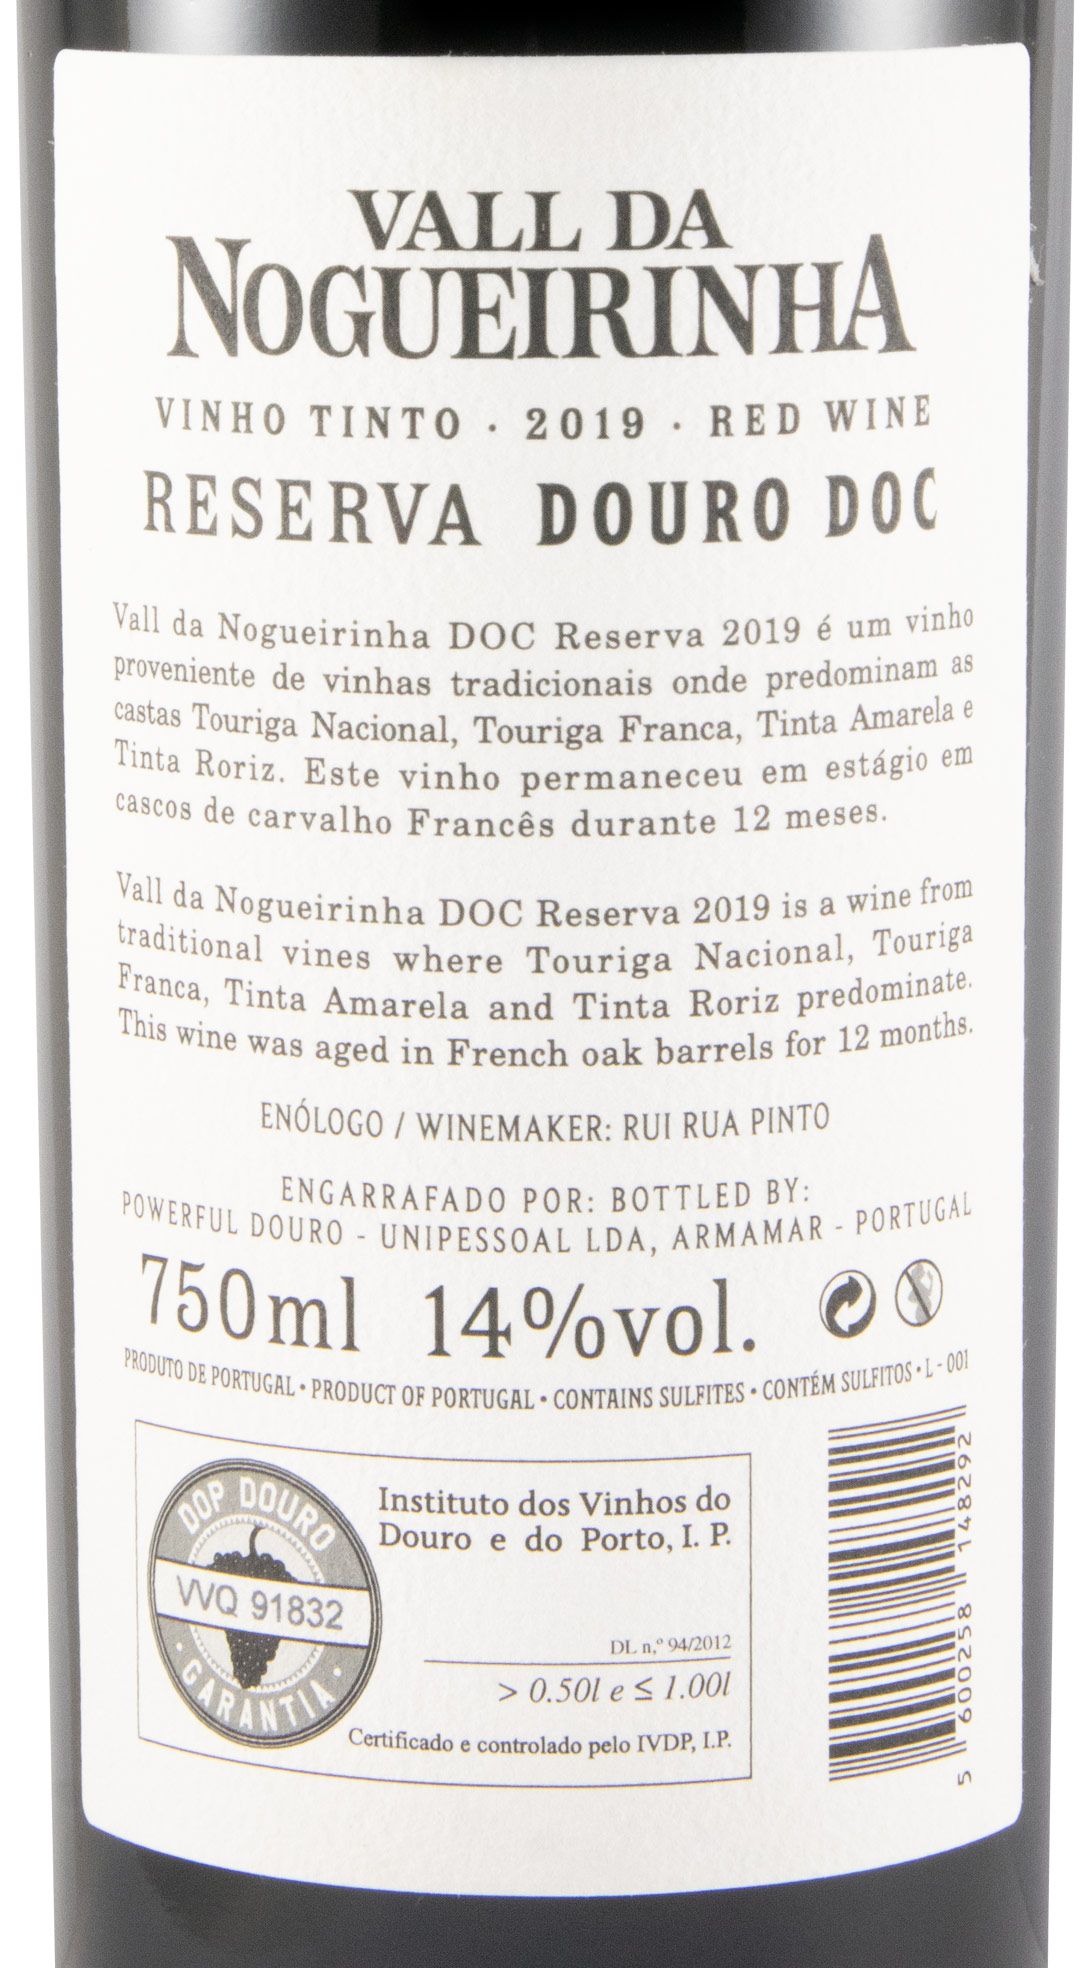 VALL DA
NOGUEIRINHA
VINHO TINTO · 2019 · RED WINE
RESERVA DOURO DOC
Vall da Nogueirinha DOC Reserva 2019 é um vinho
proveniente de vinhas tradicionais onde predominam as
castas Touriga Nacional, Touriga Franca, Tinta Amarela e
Tinta Roriz. Este vinho permaneceu em estágio em
cascos de carvalho Francês durante 12 meses.
Vall da Nogueirinha DOC Reserva 2019 is a wine from
traditional vines where Touriga Nacional, Touriga
Franca, Tinta Amarela and Tinta Roriz predominate.
This wine was aged in French oak barrels for 12 months.
ENÓLOGO / WINEMAKER: RUI RUA PINTO
ENGARRAFADO POR: BOTTLED BY:
POWERFUL DOURO - UNIPESSOAL LDA, ARMAMAR - PORTUGAL
750ml 14%vol.
PRODUTO DE PORTUGAL • PRODUCT OF PORTUGAL • CONTAINS SULFITES • CONTÉM SULFITOS • L - 001
DOP DOURO
VVQ 91832
· GARANTIA ·
Instituto dos Vinhos do
Douro e do Porto, I. P.
DL n,º 94/2012
> 0.50l e ≤ 1.00l
Certificado e controlado pelo IVDP, I.P.
5 600258 148292